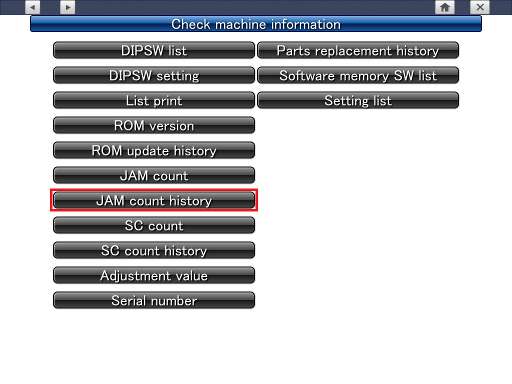 Check machine information
DIPSW list
DIPSW setting
List print
ROM version
ROM update history
JAM count
JAM count history
SC count
SC count history
Adjustment value
Serial number
Parts replacement history
Software memory SW list
Setting list